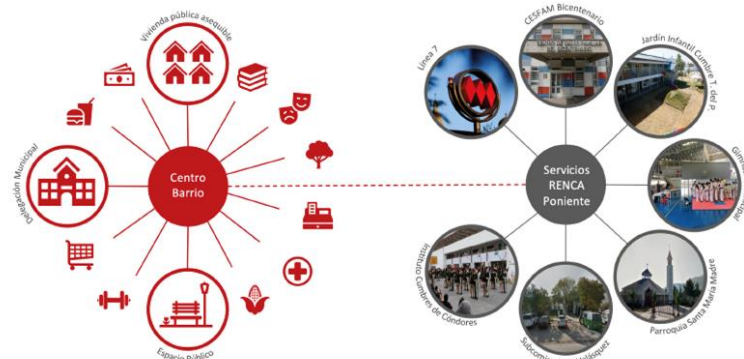 Vivienda pública asequible
Delegación Municipal
Centro
Barrio
Espacio Público
Línea 7
CESFAM Bicentenario
Jardín Infantil Cumbre T. del P
Servicios
RENCA
Poniente
Parroquia Santa María Madre
Instituto Cumbres de Cóndores